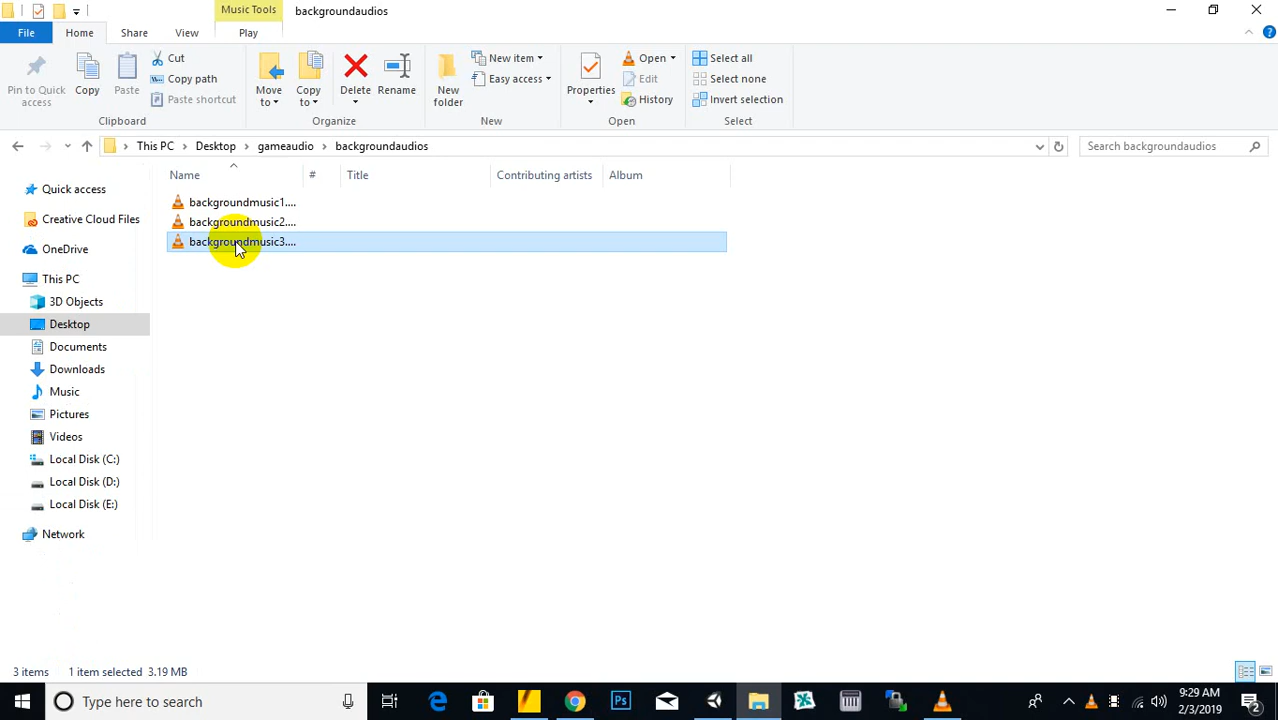 Music Tools
backgroundaudios
File Home Share View Play
Pin to Quick access
Copy
Paste
Cut
Copy path
Paste shortcut
Clipboard
Move to
Copy to
Delete
Rename
Organize
New folder
New item
Easy access
New
Properties
Open
Edit
History
Open
Select all
Select none
Invert selection
Select
This PC Desktop gameaudio backgroundaudios
Search backgroundaudios
Name # Title Contributing artists Album
backgroundmusic1....
backgroundmusic2....
backgroundmusic3....
Quick access
Creative Cloud Files
OneDrive
This PC
3D Objects
Desktop
Documents
Downloads
Music
Pictures
Videos
Local Disk (C:)
Local Disk (D:)
Local Disk (E:)
Network
3 items 1 item selected 3.19 MB
Type here to search
Ps
9:29 AM
2/3/2019
2